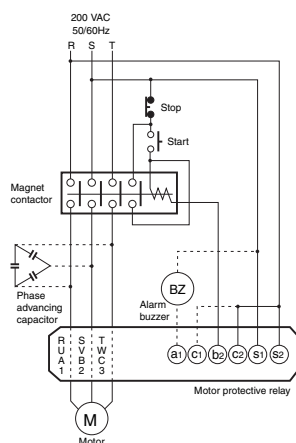 200 VAC
50/60Hz
R S T
Stop
Start
Magnet
contactor
BZ
Alarm
buzzer
Phase
advancing
capacitor
R S T
U V W
A B C
1 2 3
a1 c1 b2 c2 s1 s2
Motor protective relay
M
Motor